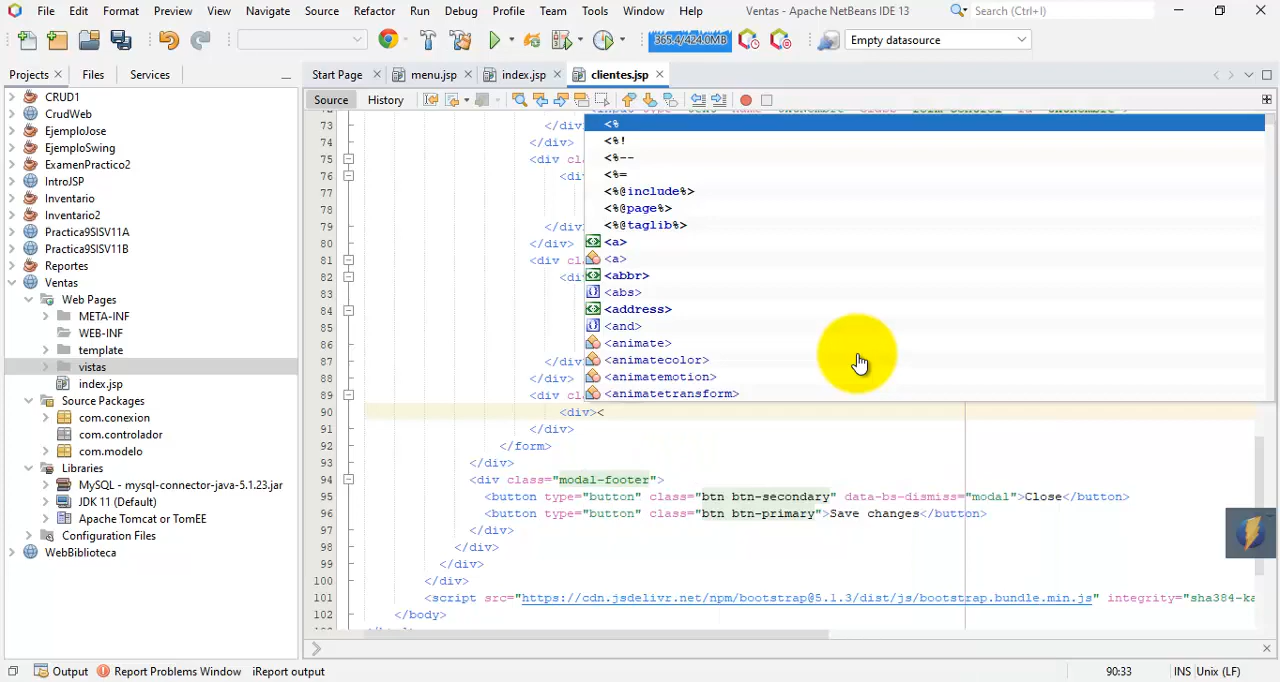 File Edit Format Preview View Navigate Source Refactor Run Debug Profile Team Tools Window Help Ventas - Apache NetBeans IDE 13 Search (Ctrl+I)
365.4/424.0MB Empty datasource
Projects Files Services
Start Page menu.jsp index.jsp clientes.jsp
Source History
CRUD1
CrudWeb
EjemploJose
EjemploSwing
ExamenPractico2
IntroJSP
Inventario
Inventario2
Practica9SISV11A
Practica9SISV11B
Reportes
Ventas
Web Pages
META-INF
WEB-INF
template
vistas
index.jsp
Source Packages
com.conexion
com.controlador
com.modelo
Libraries
MySQL - mysql-connector-java-5.1.23.jar
JDK 11 (Default)
Apache Tomcat or TomEE
Configuration Files
WebBiblioteca
73 </div>
74 </div>
75 <div cl
76 <div
77
78
79 </div>
80 </div>
81 <div cl
82 <div
83
84
85
86
87 </div>
88 </div>
89 <div cl
90 <div><
91 </div>
92 </form>
93 </div>
94 <div class="modal-footer">
95 <button type="button" class="btn btn-secondary" data-bs-dismiss="modal">Close</button>
96 <button type="button" class="btn btn-primary">Save changes</button>
97 </div>
98 </div>
99 </div>
100 </div>
101 <script src="https://cdn.jsdelivr.net/npm/bootstrap@5.1.3/dist/js/bootstrap.bundle.min.js" integrity="sha384-ka
102 </body>
<%
<%!
<%--
<%=
<%@include%>
<%@page%>
<%@taglib%>
<a>
<a>
<abbr>
<abs>
<address>
<and>
<animate>
<animatecolor>
<animatemotion>
<animatetransform>
Output Report Problems Window iReport output 90:33 INS Unix (LF)